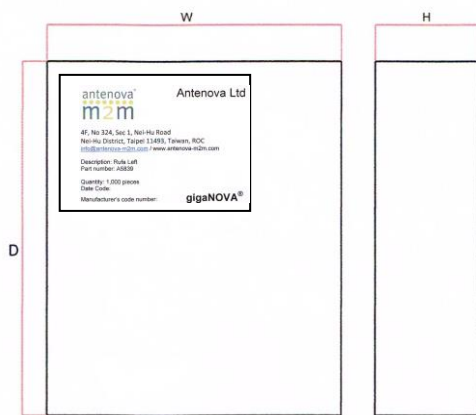 W
H
antenova®
m2m
Antenova Ltd
4F, No 324, Sec 1, Nei-Hu Road
Nei-Hu District, Taipei 11493, Taiwan, ROC
info@antenova-m2m.com / www.antenova-m2m.com
Description: Rufa Left
Part number: A5839
Quantity: 1,000 pieces
Date Code:
Manufacturer's code number:
gigaNOVA®
D